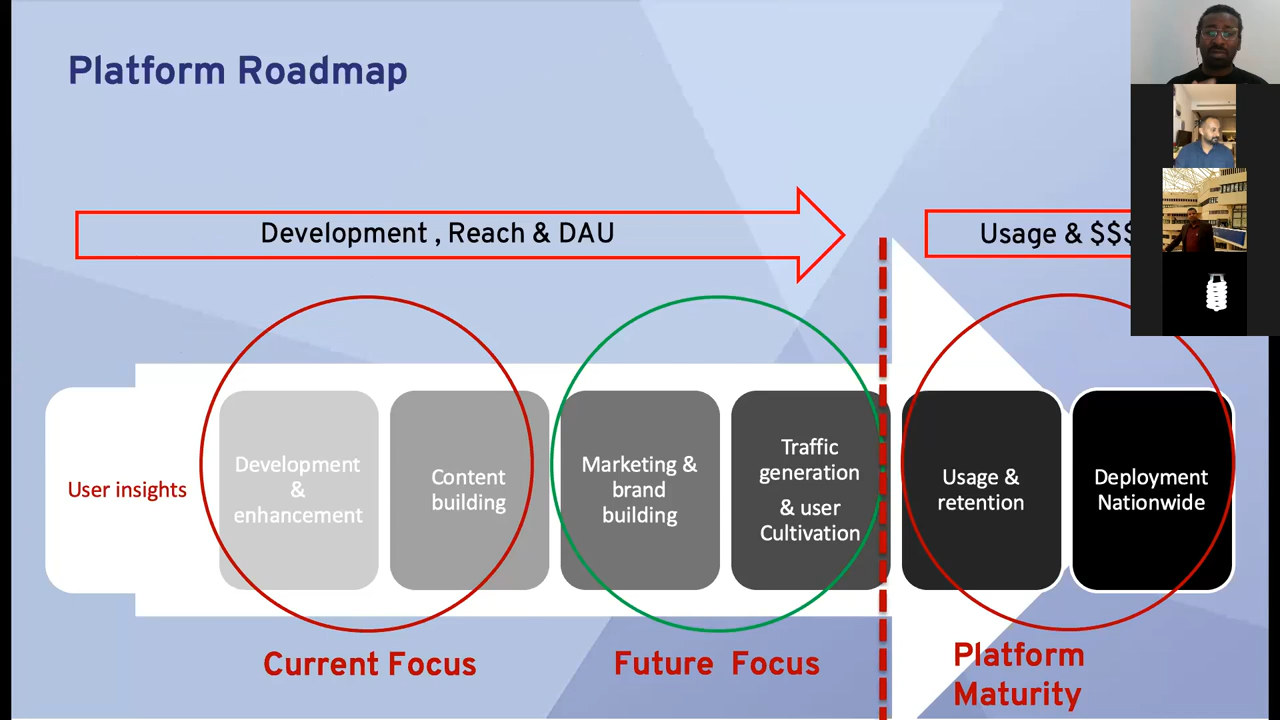 Platform Roadmap
Development , Reach & DAU
Usage & $$$
User insights
Development
&
enhancement
Content
building
Marketing &
brand
building
Traffic
generation
& user
Cultivation
Usage &
retention
Deployment
Nationwide
Current Focus
Future Focus
Platform
Maturity